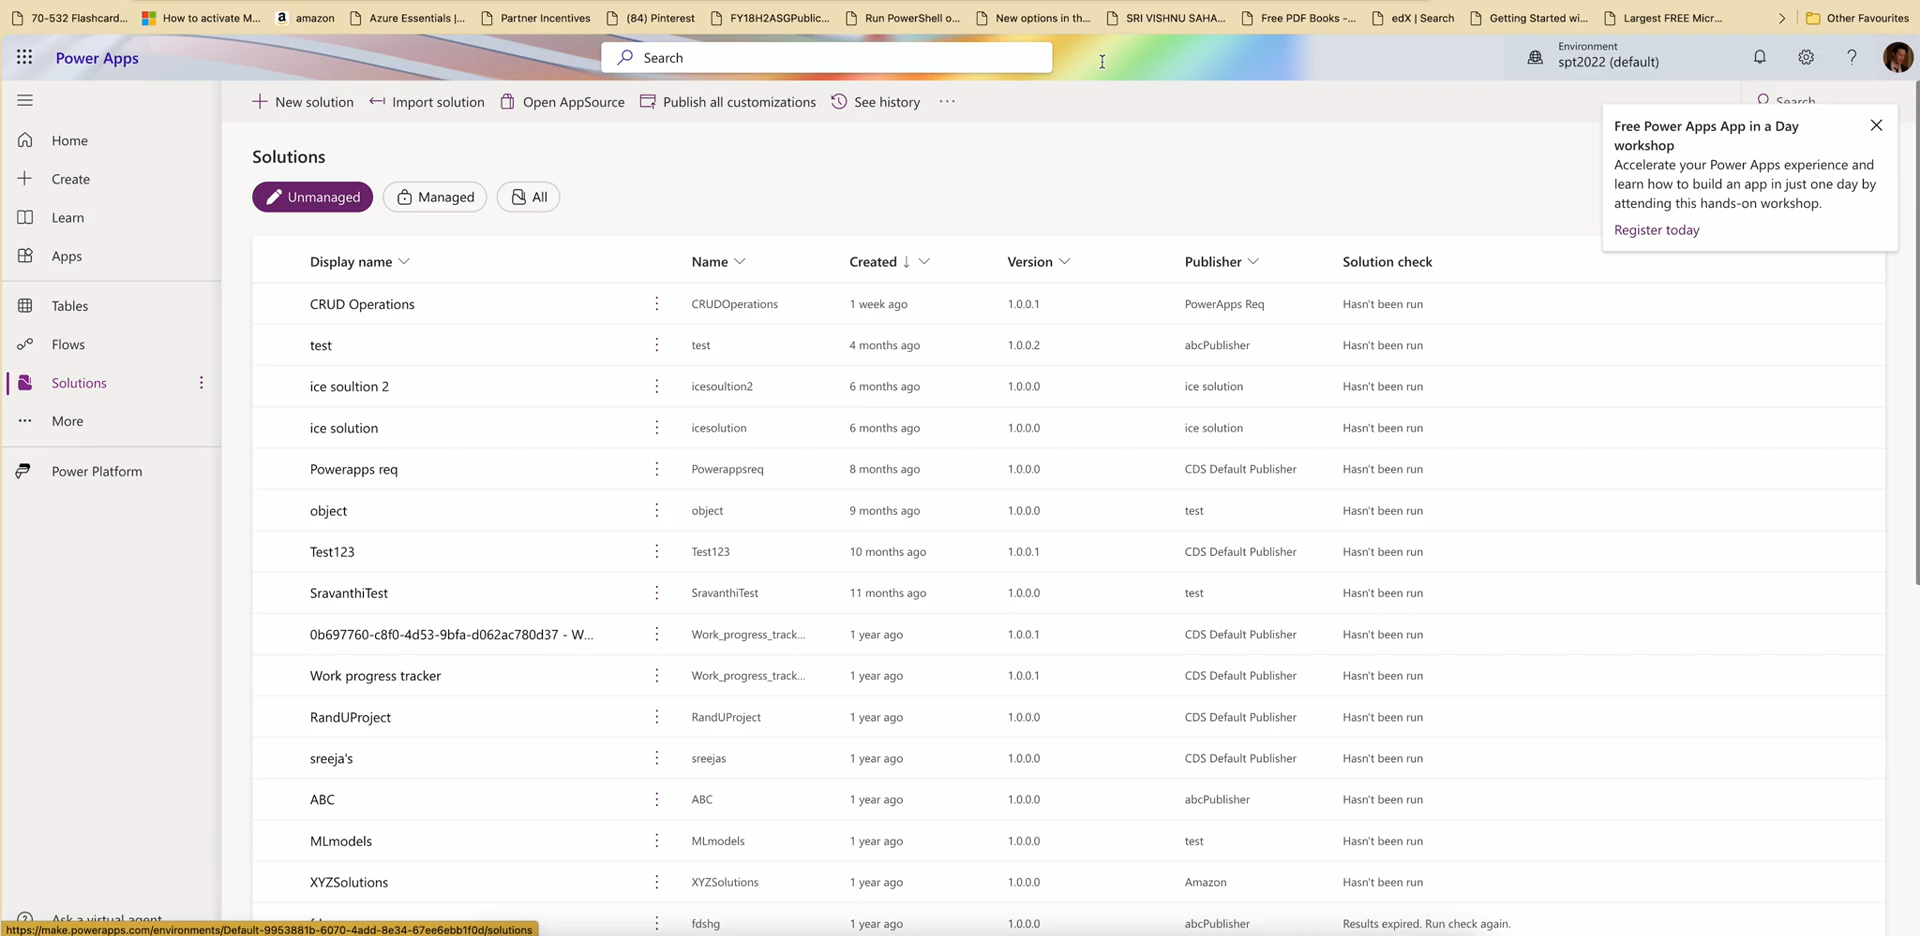 70-532 Flashcard... How to activate M... amazon Azure Essentials |... Partner Incentives (84) Pinterest FY18H2ASGPublic... Run PowerShell o... New options in th... SRI VISHNU SAHA... Free PDF Books -... edX | Search Getting Started wi... Largest FREE Micr... Other Favourites
Power Apps
Search
Environment
spt2022 (default)
New solution Import solution Open AppSource Publish all customizations See history ... Search
Free Power Apps App in a Day
workshop
Accelerate your Power Apps experience and
learn how to build an app in just one day by
attending this hands-on workshop.
Register today
Home
Create
Learn
Apps
Tables
Flows
Solutions
More
Power Platform
Solutions
Unmanaged Managed All
Display name Name Created ↓ Version Publisher Solution check
CRUD Operations CRUDOperations 1 week ago 1.0.0.1 PowerApps Req Hasn't been run
test test 4 months ago 1.0.0.2 abcPublisher Hasn't been run
ice soultion 2 icesoultion2 6 months ago 1.0.0.0 ice solution Hasn't been run
ice solution icesolution 6 months ago 1.0.0.0 ice solution Hasn't been run
Powerapps req Powerappsreq 8 months ago 1.0.0.0 CDS Default Publisher Hasn't been run
object object 9 months ago 1.0.0.0 test Hasn't been run
Test123 Test123 10 months ago 1.0.0.1 CDS Default Publisher Hasn't been run
SravanthiTest SravanthiTest 11 months ago 1.0.0.0 test Hasn't been run
0b697760-c8f0-4d53-9bfa-d062ac780d37 - W... Work_progress_track... 1 year ago 1.0.0.1 CDS Default Publisher Hasn't been run
Work progress tracker Work_progress_track... 1 year ago 1.0.0.1 CDS Default Publisher Hasn't been run
RandUProject RandUProject 1 year ago 1.0.0.0 CDS Default Publisher Hasn't been run
sreeja's sreejas 1 year ago 1.0.0.0 CDS Default Publisher Hasn't been run
ABC ABC 1 year ago 1.0.0.0 abcPublisher Hasn't been run
MLmodels MLmodels 1 year ago 1.0.0.0 test Hasn't been run
XYZSolutions XYZSolutions 1 year ago 1.0.0.0 Amazon Hasn't been run
fdshg 1 year ago 1.0.0.0 abcPublisher Results expired. Run check again.
Ask a virtual agent
https://make.powerapps.com/environments/Default-9953881b-6070-4add-8e34-67ee6ebb1f0d/solutions